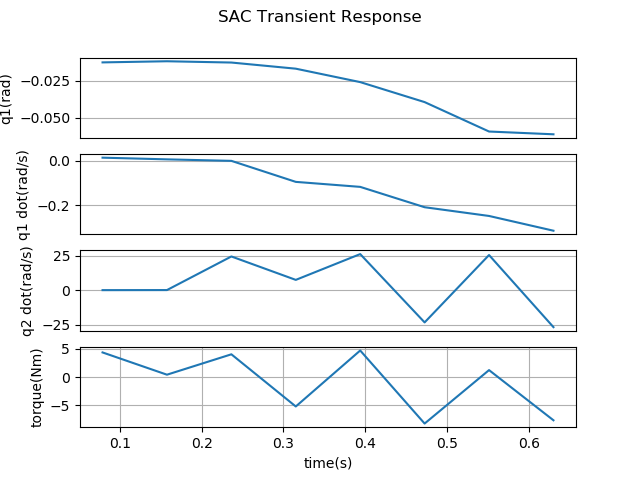 SAC Transient Response
q1(rad)
−0.025
−0.050
q1 dot(rad/s)
0.0
−0.2
q2 dot(rad/s)
25
0
−25
torque(Nm)
5
0
−5
0.1 0.2 0.3 0.4 0.5 0.6
time(s)